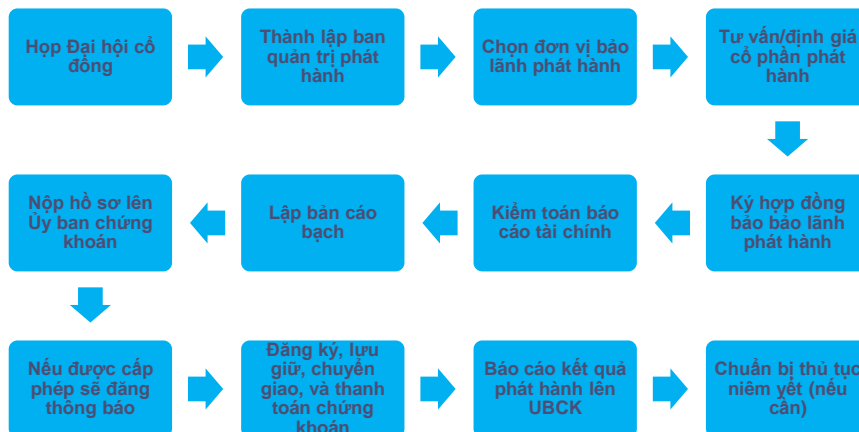 Họp Đại hội cổ
đông
Thành lập ban
quản trị phát
hành
Chọn đơn vị bảo
lãnh phát hành
Tư vấn/định giá
cổ phần phát
hành
Ký hợp đồng
bảo bảo lãnh
phát hành
Kiểm toán báo
cáo tài chính
Lập bản cáo
bạch
Nộp hồ sơ lên
Ủy ban chứng
khoán
Nếu được cấp
phép sẽ đăng
thông báo
Đăng ký, lưu
giữ, chuyển
giao, và thanh
toán chứng
khoán
Báo cáo kết quả
phát hành lên
UBCK
Chuẩn bị thủ tục
niêm yết (nếu
cần)